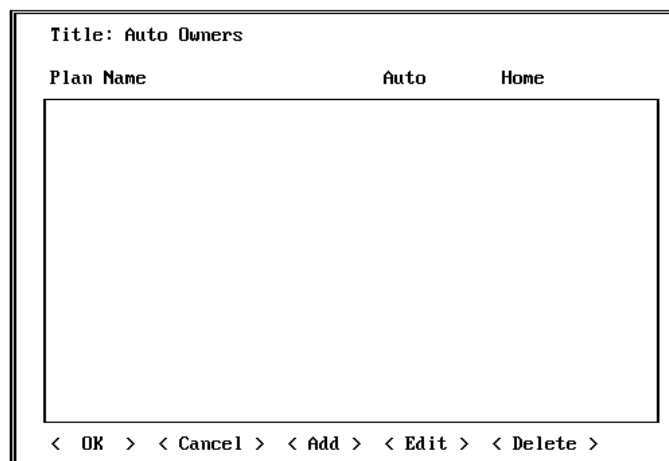 Title: Auto Owners
Plan Name Auto Home
< OK > < Cancel > < Add > < Edit > < Delete >